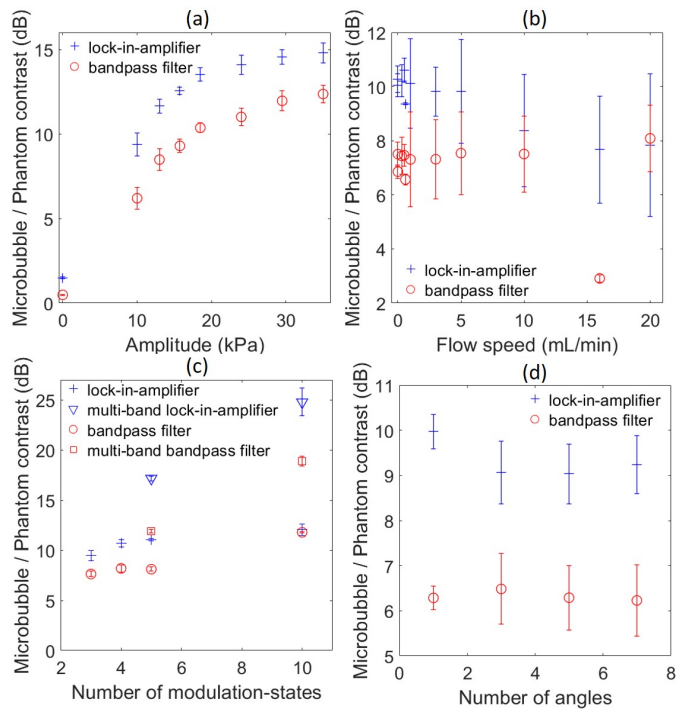 (a)
Microbubble / Phantom contrast (dB)
15
10
5
0
lock-in-amplifier
bandpass filter
0 10 20 30
Amplitude (kPa)
(b)
Microbubble / Phantom contrast (dB)
12
10
8
6
4
2
lock-in-amplifier
bandpass filter
0 5 10 15 20
Flow speed (mL/min)
(c)
Microbubble / Phantom contrast (dB)
25
20
15
10
5
0
lock-in-amplifier
multi-band lock-in-amplifier
bandpass filter
multi-band bandpass filter
2 4 6 8 10
Number of modulation-states
(d)
Microbubble / Phantom contrast (dB)
11
10
9
8
7
6
5
lock-in-amplifier
bandpass filter
0 2 4 6 8
Number of angles